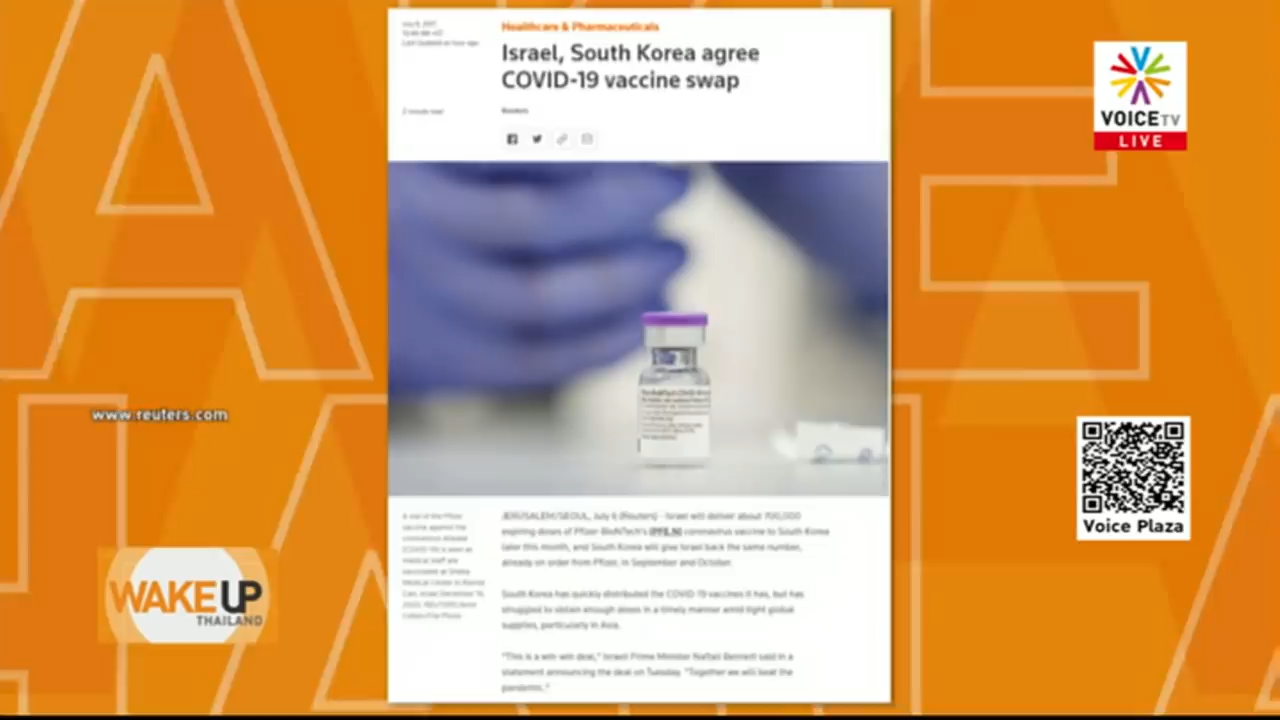 Healthcare & Pharmaceuticals
Israel, South Korea agree
COVID-19 vaccine swap
2 minute read
Reuters
VOICE TV
LIVE
www.reuters.com
Voice Plaza
WAKE UP
THAILAND
JERUSALEM/SEOUL, July 6 (Reuters) - Israel will deliver about 700,000
expiring doses of Pfizer-BioNTech's (PFE.N) coronavirus vaccine to South Korea
later this month, and South Korea will give Israel back the same number,
already on order from Pfizer, in September and October.
South Korea has quickly distributed the COVID-19 vaccines it has, but has
struggled to obtain enough doses in a timely manner amid tight global
supplies, particularly in Asia.
"This is a win-win deal," Israeli Prime Minister Naftali Bennett said in a
statement announcing the deal on Tuesday. "Together we will beat the
pandemic."